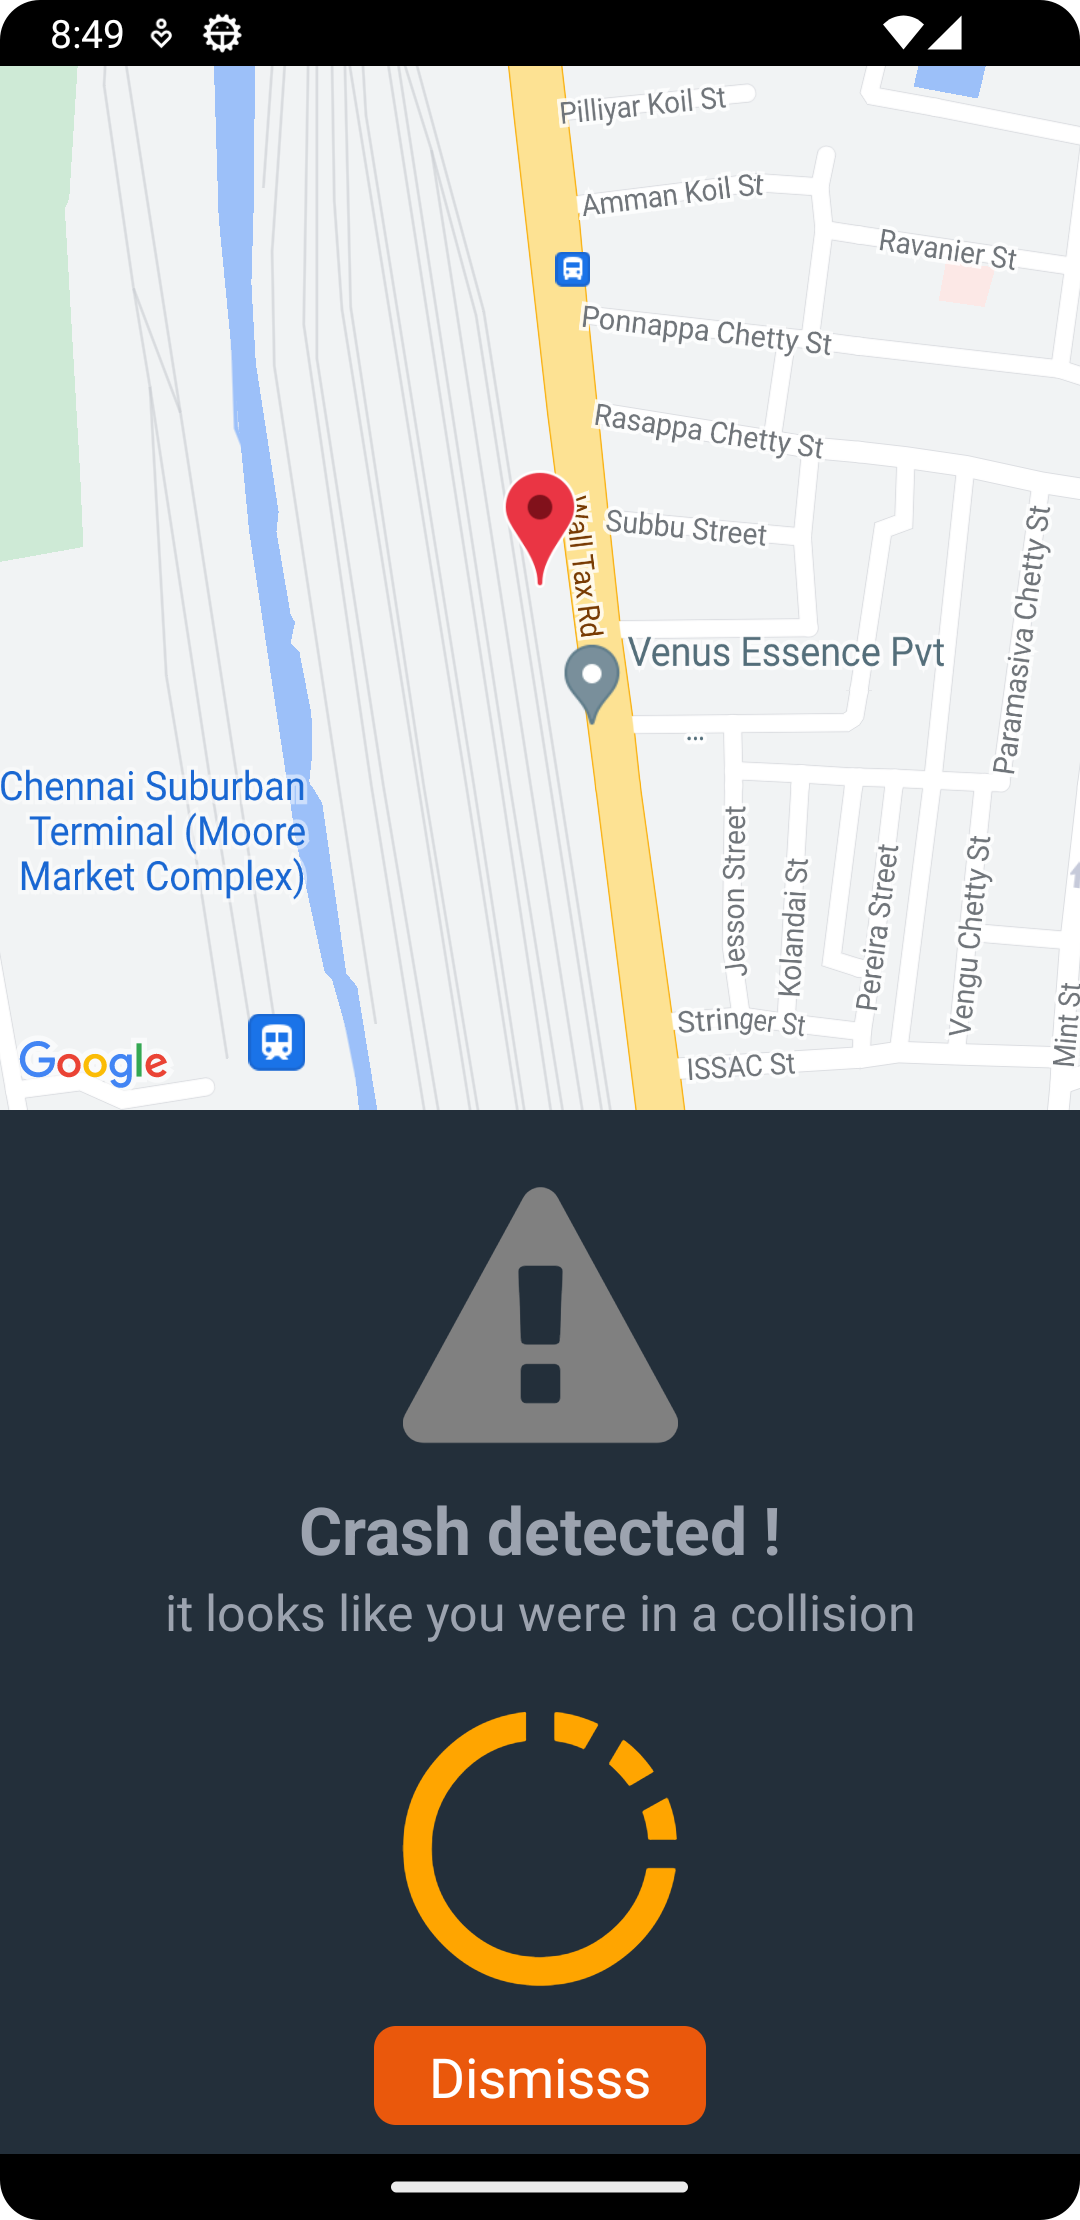 8:49
Pilliyar Koil St
Amman Koil St
Ravanier St
Ponnappa Chetty St
Rasappa Chetty St
Wall Tax Rd
Subbu Street
Paramasiva Chetty St
Venus Essence Pvt
...
Chennai Suburban
Terminal (Moore
Market Complex)
Jesson Street
Kolandai St
Pereira Street
Vengu Chetty St
Mint St
Stringer St
ISSAC St
Google
Crash detected !
it looks like you were in a collision
Dismisss